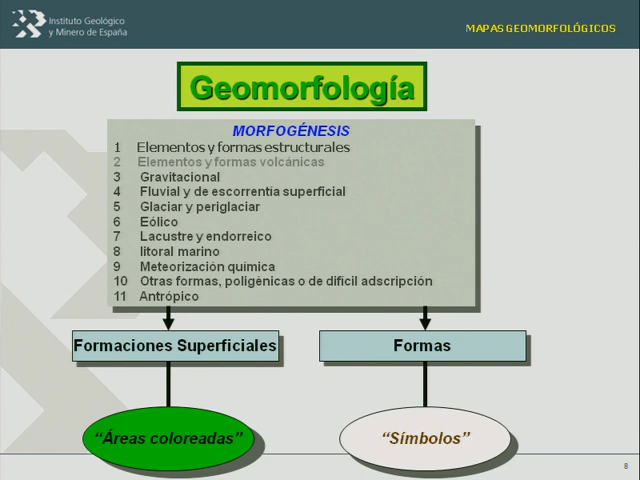 Instituto Geológico
y Minero de España
MAPAS GEOMORFOLÓGICOS
Geomorfología
MORFOGÉNESIS
1 Elementos y formas estructurales
2 Elementos y formas volcánicas
3 Gravitacional
4 Fluvial y de escorrentía superficial
5 Glaciar y periglaciar
6 Eólico
7 Lacustre y endorreico
8 litoral marino
9 Meteorización química
10 Otras formas, poligénicas o de difícil adscripción
11 Antrópico
Formaciones Superficiales
Formas
“Áreas coloreadas”
“Símbolos”
8